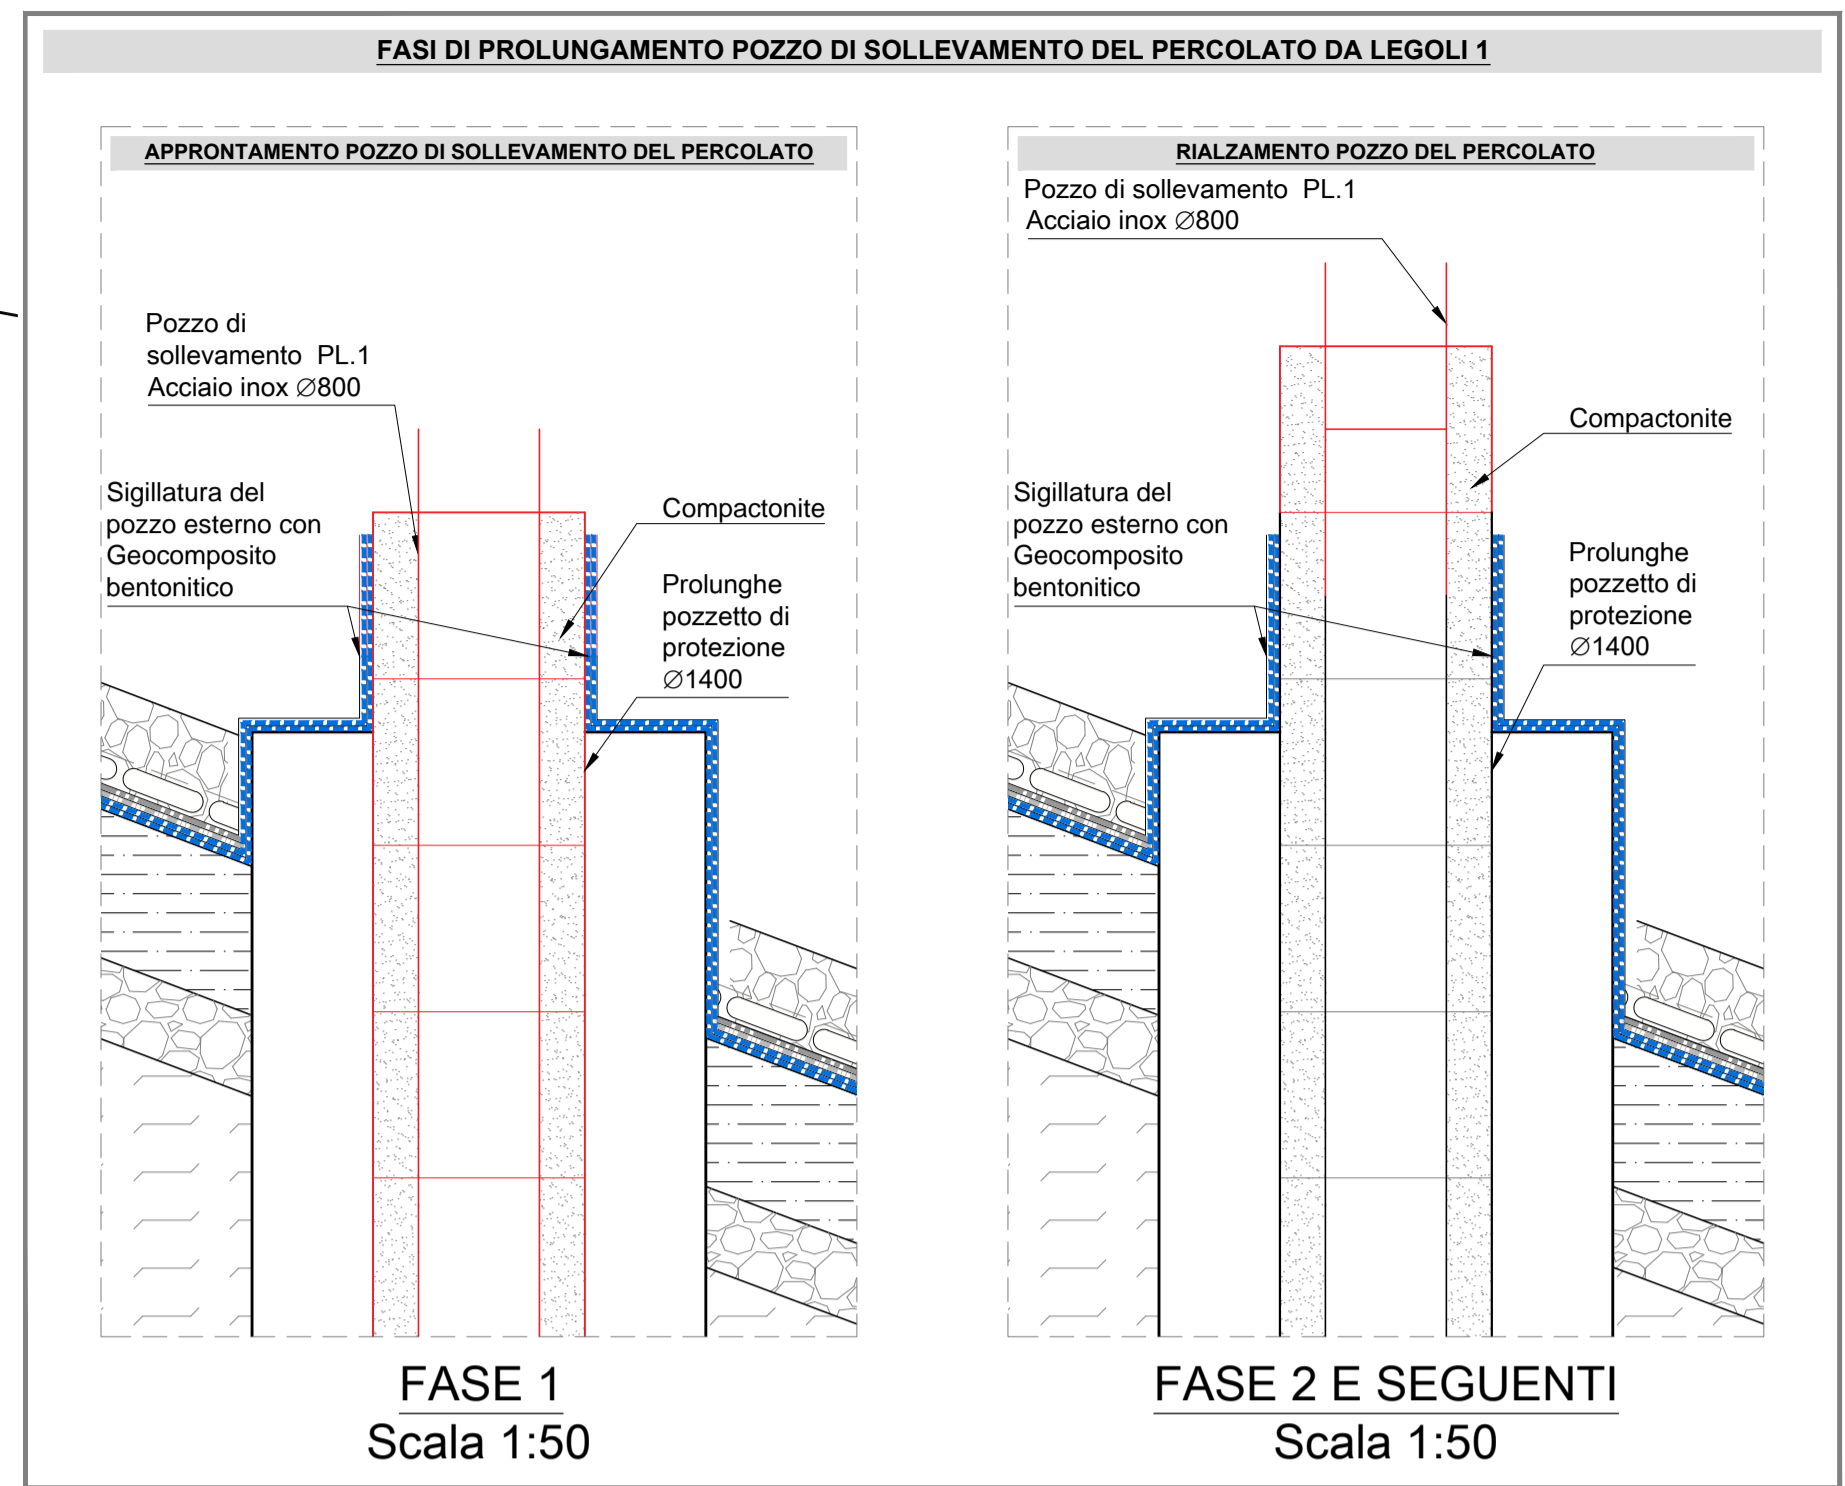 FASI DI PROLUNGAMENTO POZZO DI SOLLEVAMENTO DEL PERCOLATO DA LEGOLI 1
APPRONTAMENTO POZZO DI SOLLEVAMENTO DEL PERCOLATO
Pozzo di
sollevamento PL.1
Acciaio inox ∅800
Sigillatura del
pozzo esterno con
Geocomposito
bentonitico
Compactonite
Prolunghe
pozzetto di
protezione
∅1400
FASE 1
Scala 1:50
RIALZAMENTO POZZO DEL PERCOLATO
Pozzo di sollevamento PL.1
Acciaio inox ∅800
Compactonite
Sigillatura del
pozzo esterno con
Geocomposito
bentonitico
Prolunghe
pozzetto di
protezione
∅1400
FASE 2 E SEGUENTI
Scala 1:50